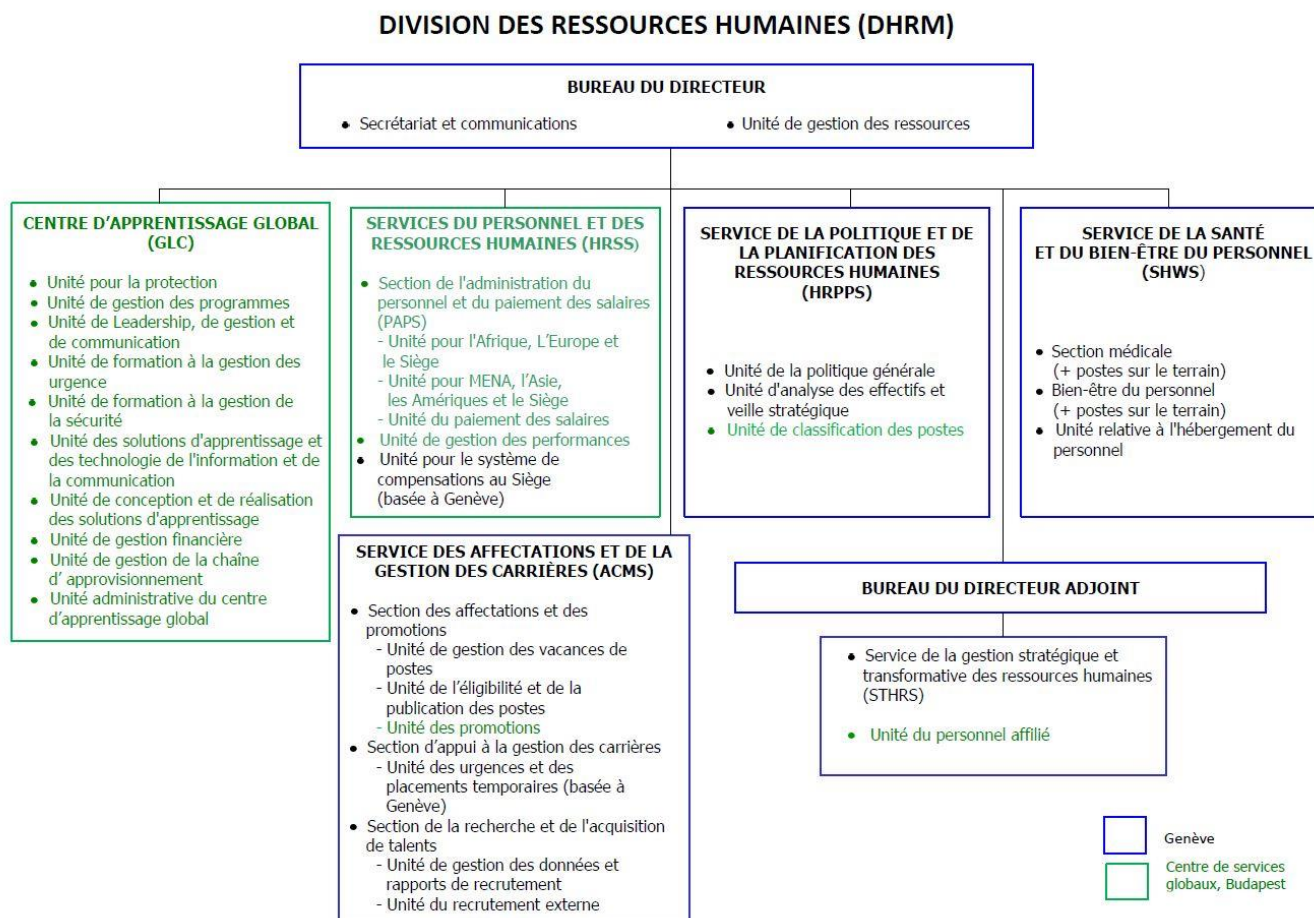 DIVISION DES RESSOURCES HUMAINES (DHRM)
BUREAU DU DIRECTEUR
• Secrétariat et communications
• Unité de gestion des ressources
CENTRE D'APPRENTISSAGE GLOBAL
(GLC)
• Unité pour la protection
• Unité de gestion des programmes
• Unité de Leadership, de gestion et
de communication
• Unité de formation à la gestion des
urgence
• Unité de formation à la gestion de
la sécurité
• Unité des solutions d'apprentissage et
des technologie de l'information et de
la communication
• Unité de conception et de réalisation
des solutions d'apprentissage
• Unité de gestion financière
• Unité de gestion de la chaîne
d' approvisionnement
• Unité administrative du centre
d'apprentissage global
SERVICES DU PERSONNEL ET DES
RESSOURCES HUMAINES (HRSS)
• Section de l'administration du
personnel et du paiement des salaires
(PAPS)
- Unité pour l'Afrique, L'Europe et
le Siège
- Unité pour MENA, l'Asie,
les Amériques et le Siège
- Unité du paiement des salaires
• Unité de gestion des performances
• Unité pour le système de
compensations au Siège
(basée à Genève)
SERVICE DE LA POLITIQUE ET DE
LA PLANIFICATION DES
RESSOURCES HUMAINES
(HRPPS)
• Unité de la politique générale
• Unité d'analyse des effectifs et
veille stratégique
• Unité de classification des postes
SERVICE DE LA SANTÉ
ET DU BIEN-ÊTRE DU PERSONNEL
(SHWS)
• Section médicale
(+ postes sur le terrain)
• Bien-être du personnel
(+ postes sur le terrain)
• Unité relative à l'hébergement du
personnel
SERVICE DES AFFECTATIONS ET DE LA
GESTION DES CARRIÈRES (ACMS)
• Section des affectations et des
promotions
- Unité de gestion des vacances de
postes
- Unité de l'éligibilité et de la
publication des postes
- Unité des promotions
• Section d'appui à la gestion des carrières
- Unité des urgences et des
placements temporaires (basée à
Genève)
• Section de la recherche et de l'acquisition
de talents
- Unité de gestion des données et
rapports de recrutement
- Unité du recrutement externe
BUREAU DU DIRECTEUR ADJOINT
• Service de la gestion stratégique et
transformative des ressources humaines
(STHRS)
• Unité du personnel affilié
Genève
Centre de services
globaux, Budapest